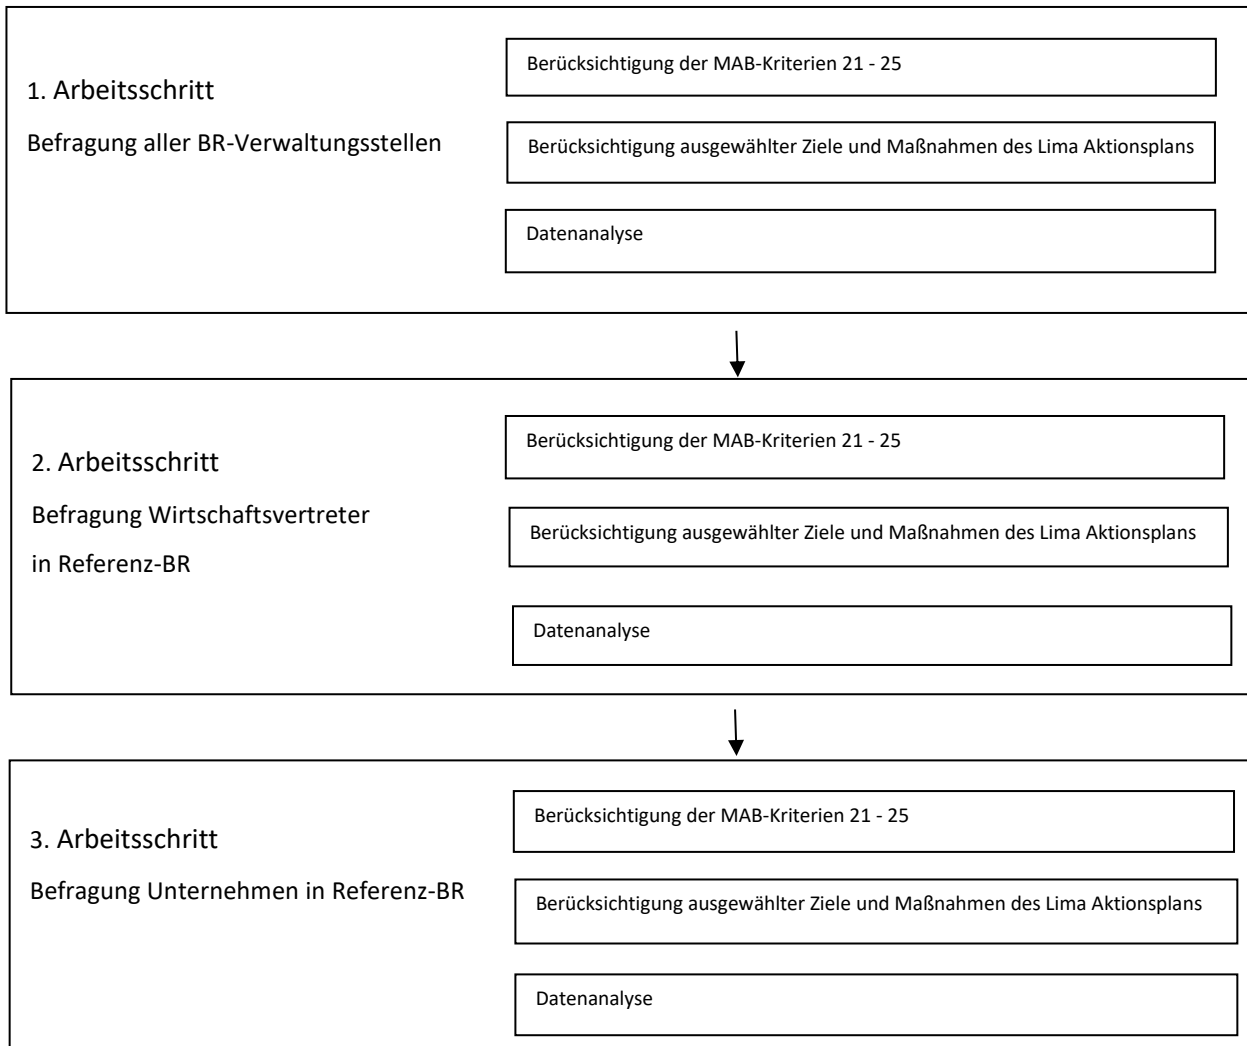 1. Arbeitsschritt
Befragung aller BR-Verwaltungsstellen
Berücksichtigung der MAB-Kriterien 21 - 25
Berücksichtigung ausgewählter Ziele und Maßnahmen des Lima Aktionsplans
Datenanalyse
2. Arbeitsschritt
Befragung Wirtschaftsvertreter
in Referenz-BR
Berücksichtigung der MAB-Kriterien 21 - 25
Berücksichtigung ausgewählter Ziele und Maßnahmen des Lima Aktionsplans
Datenanalyse
3. Arbeitsschritt
Befragung Unternehmen in Referenz-BR
Berücksichtigung der MAB-Kriterien 21 - 25
Berücksichtigung ausgewählter Ziele und Maßnahmen des Lima Aktionsplans
Datenanalyse